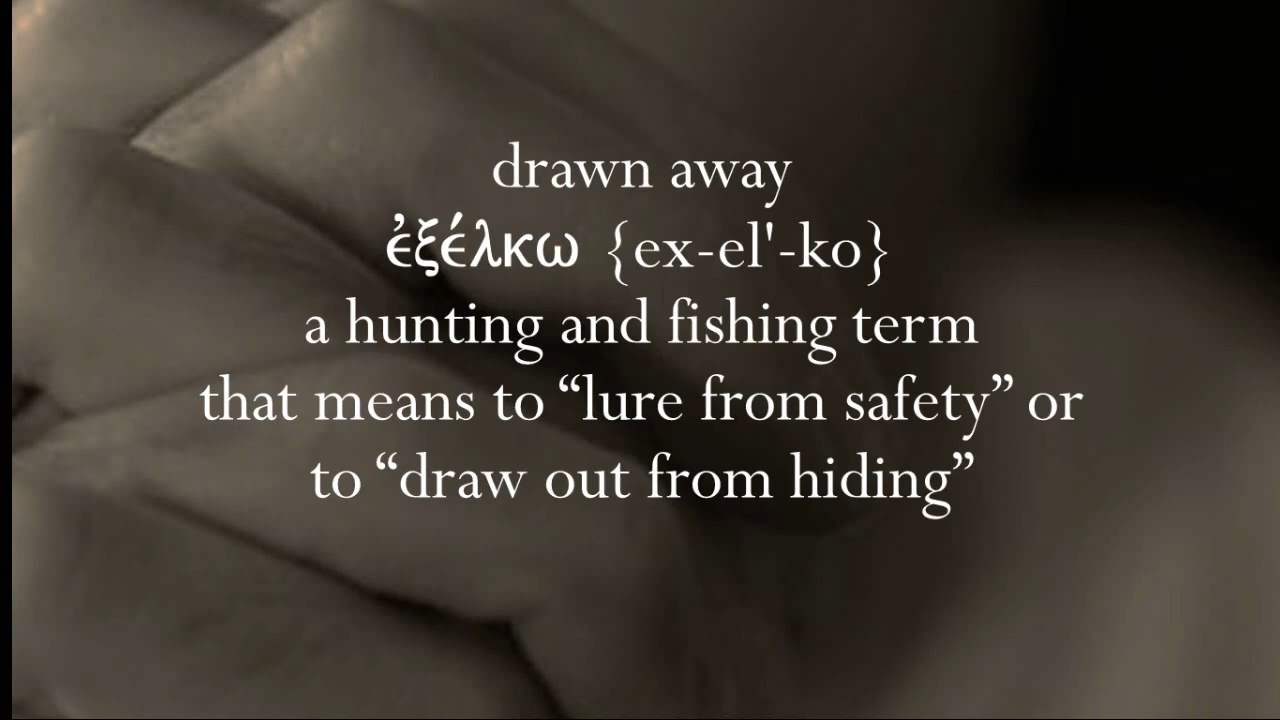 drawn away
ἐξέλκω {ex-el'-ko}
a hunting and fishing term
that means to “lure from safety” or
to “draw out from hiding”